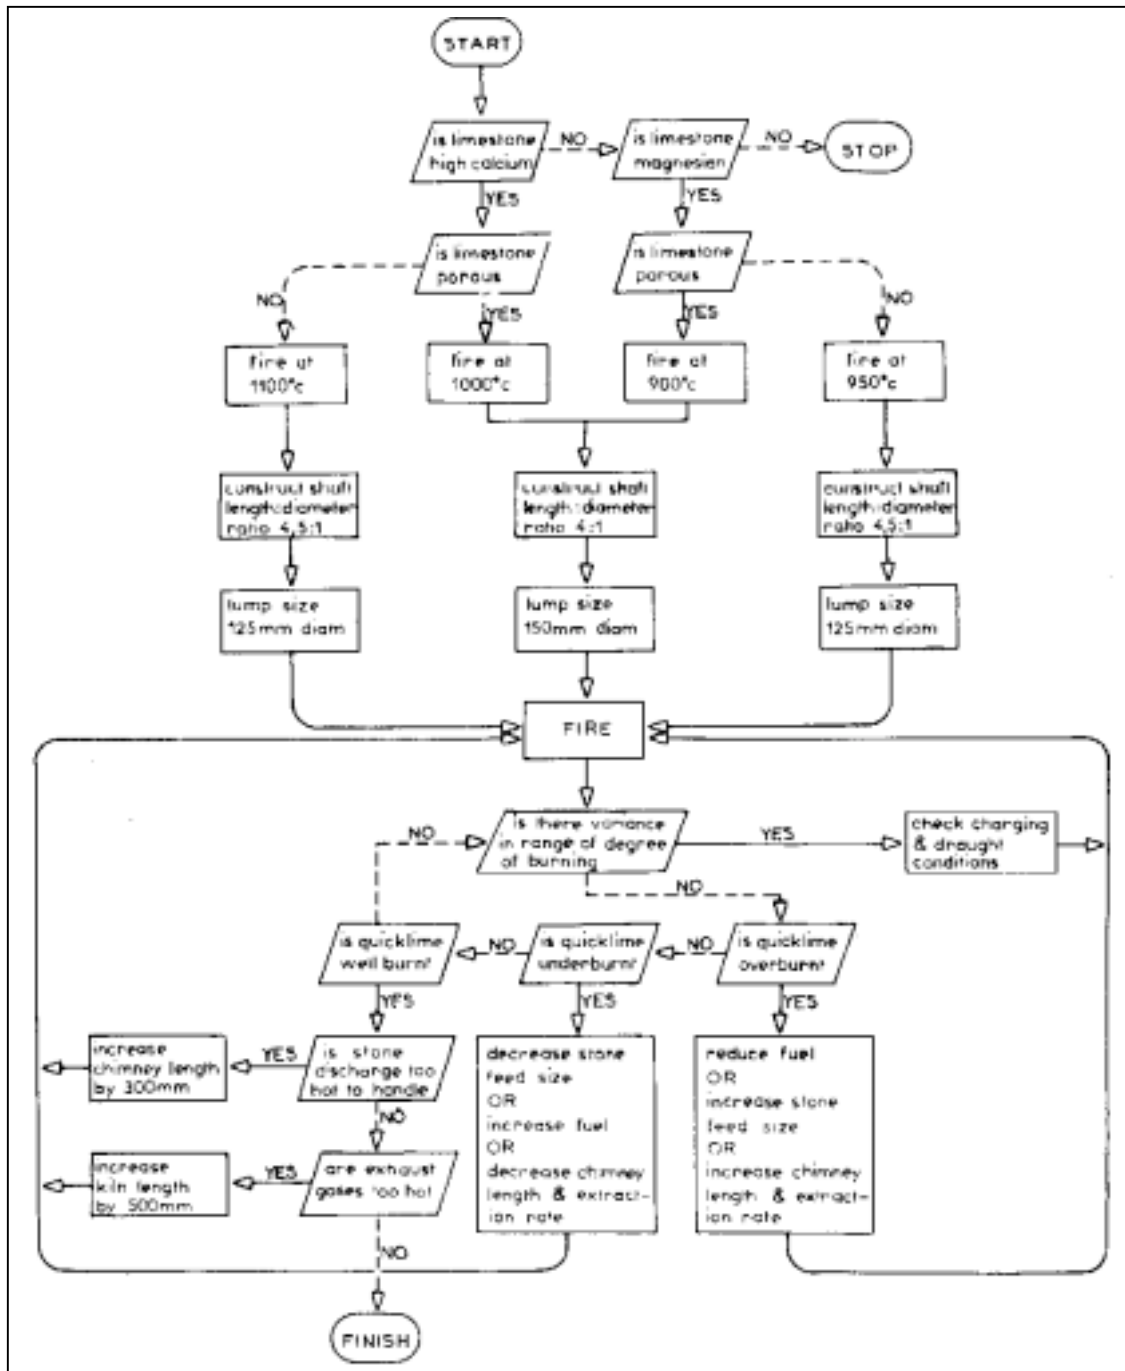 START
is limestone
high calcium
NO
is limestone
magnesian
NO
STOP
YES
YES
is limestone
porous
is limestone
porous
NO
YES
YES
NO
fire at
1100°c
fire at
1000°c
fire at
900°c
fire at
950°c
construct shaft
length:diameter
ratio 4,5:1
construct shaft
length:diameter
ratio 4:1
construct shaft
length:diameter
ratio 4,5:1
lump size
125mm diam
lump size
150mm diam
lump size
125mm diam
FIRE
is there variance
in range of degree
of burning
NO
YES
check charging
& draught
conditions
NO
is quicklime
well burnt
NO
is quicklime
underburnt
NO
is quicklime
overburnt
YES
YES
YES
increase
chimney length
by 300mm
YES
is stone
discharge too
hot to handle
decrease stone
feed size
OR
increase fuel
OR
decrease chimney
length & extract-
ion rate
reduce fuel
OR
increase stone
feed size
OR
increase chimney
length & extract-
ion rate
NO
increase
kiln length
by 500mm
YES
are exhaust
gases too hot
NO
FINISH